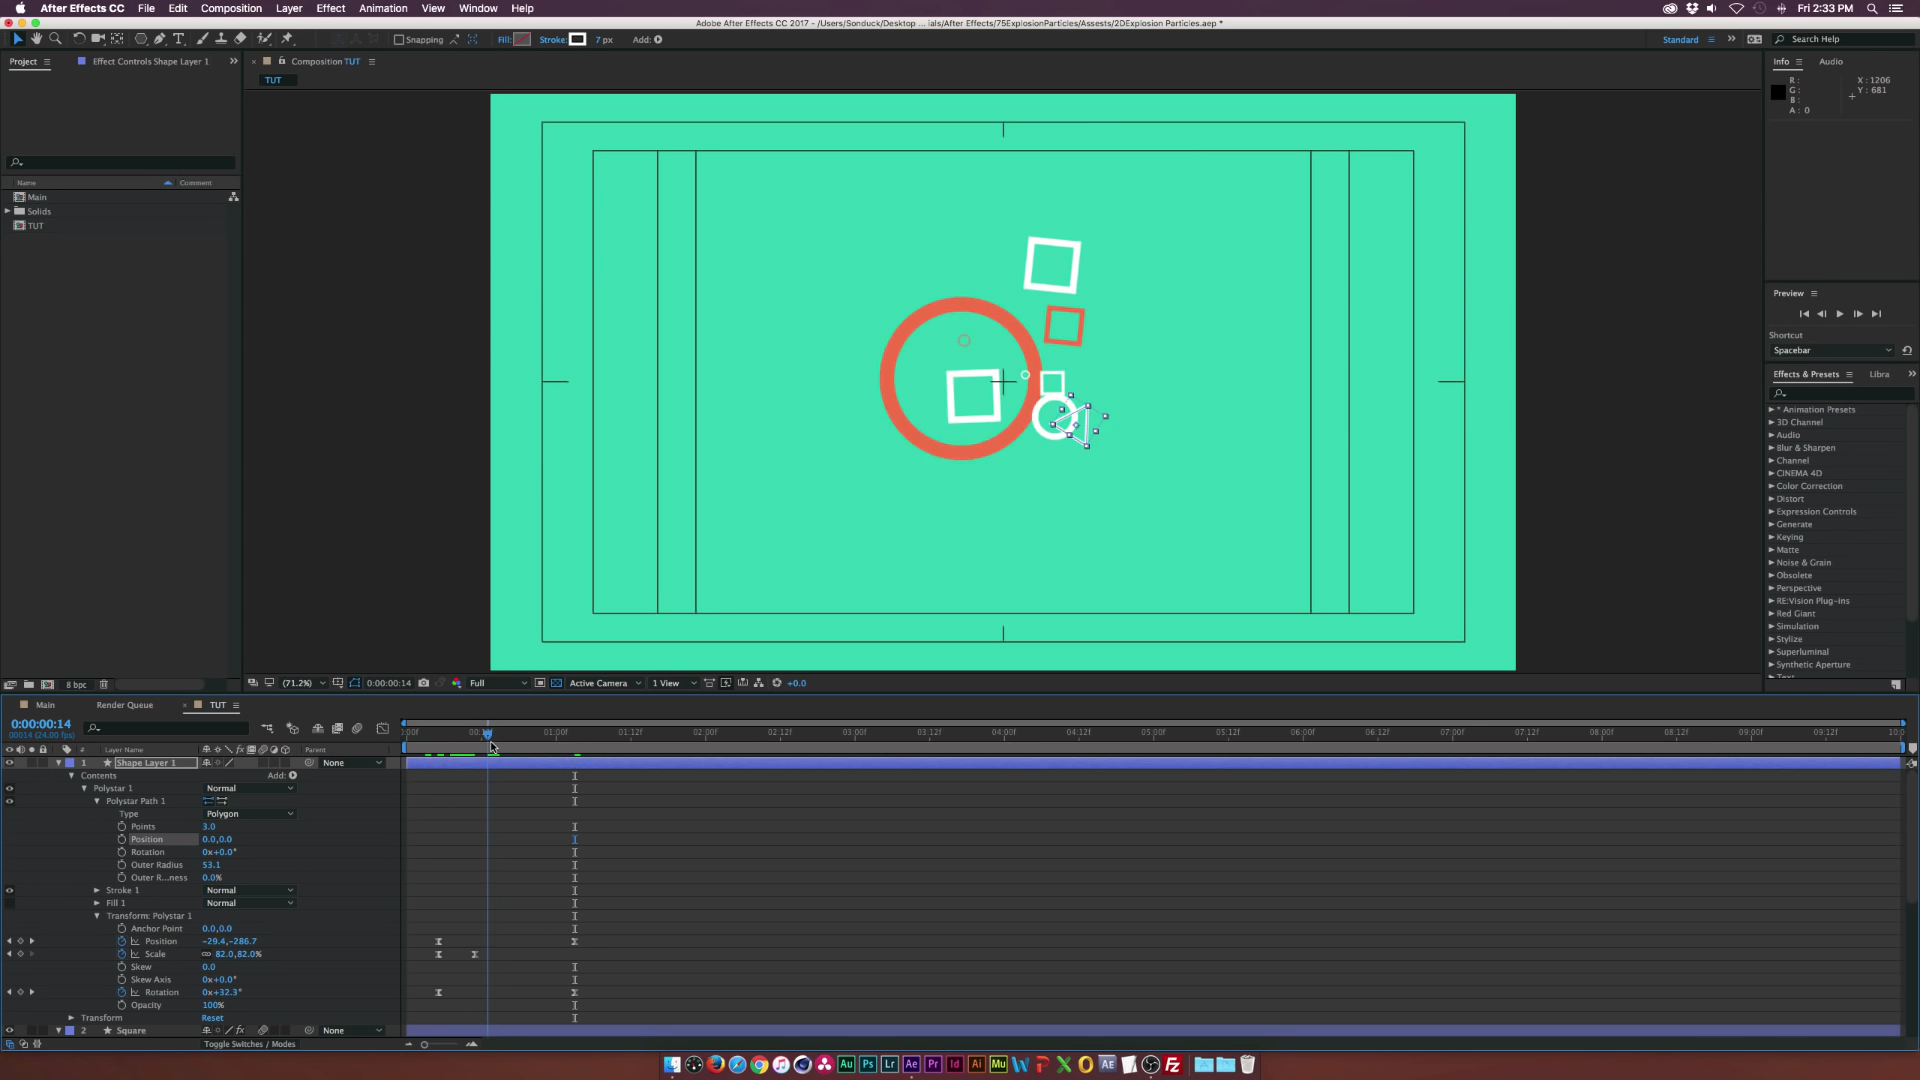 After Effects CC File Edit Composition Layer Effect Animation View Window Help Fri 2:33 PM
Adobe After Effects CC 2017 - /Users/Sonduck/Desktop ... ials/After Effects/75ExplosionParticles/Assests/2DExplosion Particles.aep *
Snapping Fill: Stroke: 7 px Add: Standard Search Help
Project Effect Controls Shape Layer 1
Composition TUT
TUT
Info Audio
R : X : 1206
G : Y : 681
B :
A : 0
Name Comment
Main
Solids
TUT
Preview
Shortcut
Spacebar
Effects & Presets Libra
* Animation Presets
3D Channel
Audio
Blur & Sharpen
Channel
CINEMA 4D
Color Correction
Distort
Expression Controls
Generate
Keying
Matte
Noise & Grain
Obsolete
Perspective
RE:Vision Plug-ins
Red Giant
Simulation
Stylize
Superluminal
Synthetic Aperture
Text
8 bpc (71.2%) 0:00:00:14 Full Active Camera 1 View +0.0
Main Render Queue TUT
0:00:00:14
00014 (24.00 fps)
:00f 00:12f 01:00f 01:12f 02:00f 02:12f 03:00f 03:12f 04:00f 04:12f 05:00f 05:12f 06:00f 06:12f 07:00f 07:12f 08:00f 08:12f 09:00f 09:12f 10:0
# Layer Name Parent
1 Shape Layer 1 None
Contents Add:
Polystar 1 Normal
Polystar Path 1
Type Polygon
Points 3.0
Position 0.0,0.0
Rotation 0x+0.0°
Outer Radius 53.1
Outer R...ness 0.0%
Stroke 1 Normal
Fill 1 Normal
Transform: Polystar 1
Anchor Point 0.0,0.0
Position -29.4,-286.7
Scale 82.0,82.0%
Skew 0.0
Skew Axis 0x+0.0°
Rotation 0x+32.3°
Opacity 100%
Transform Reset
2 Square None
Toggle Switches / Modes
Au Ps Lr Ae Pr Id Ai Mu W P X O AE Fz